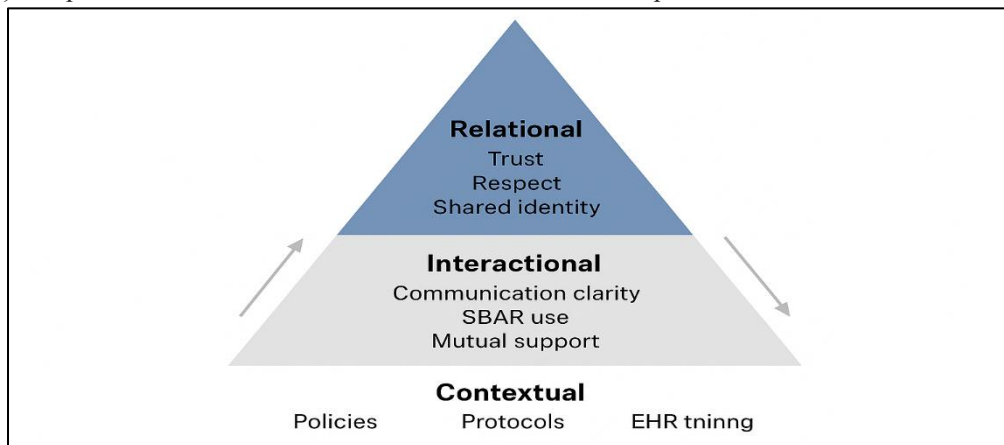 Relational
Trust
Respect
Shared identity
Interactional
Communication clarity
SBAR use
Mutual support
Contextual
Policies Protocols EHR tninng